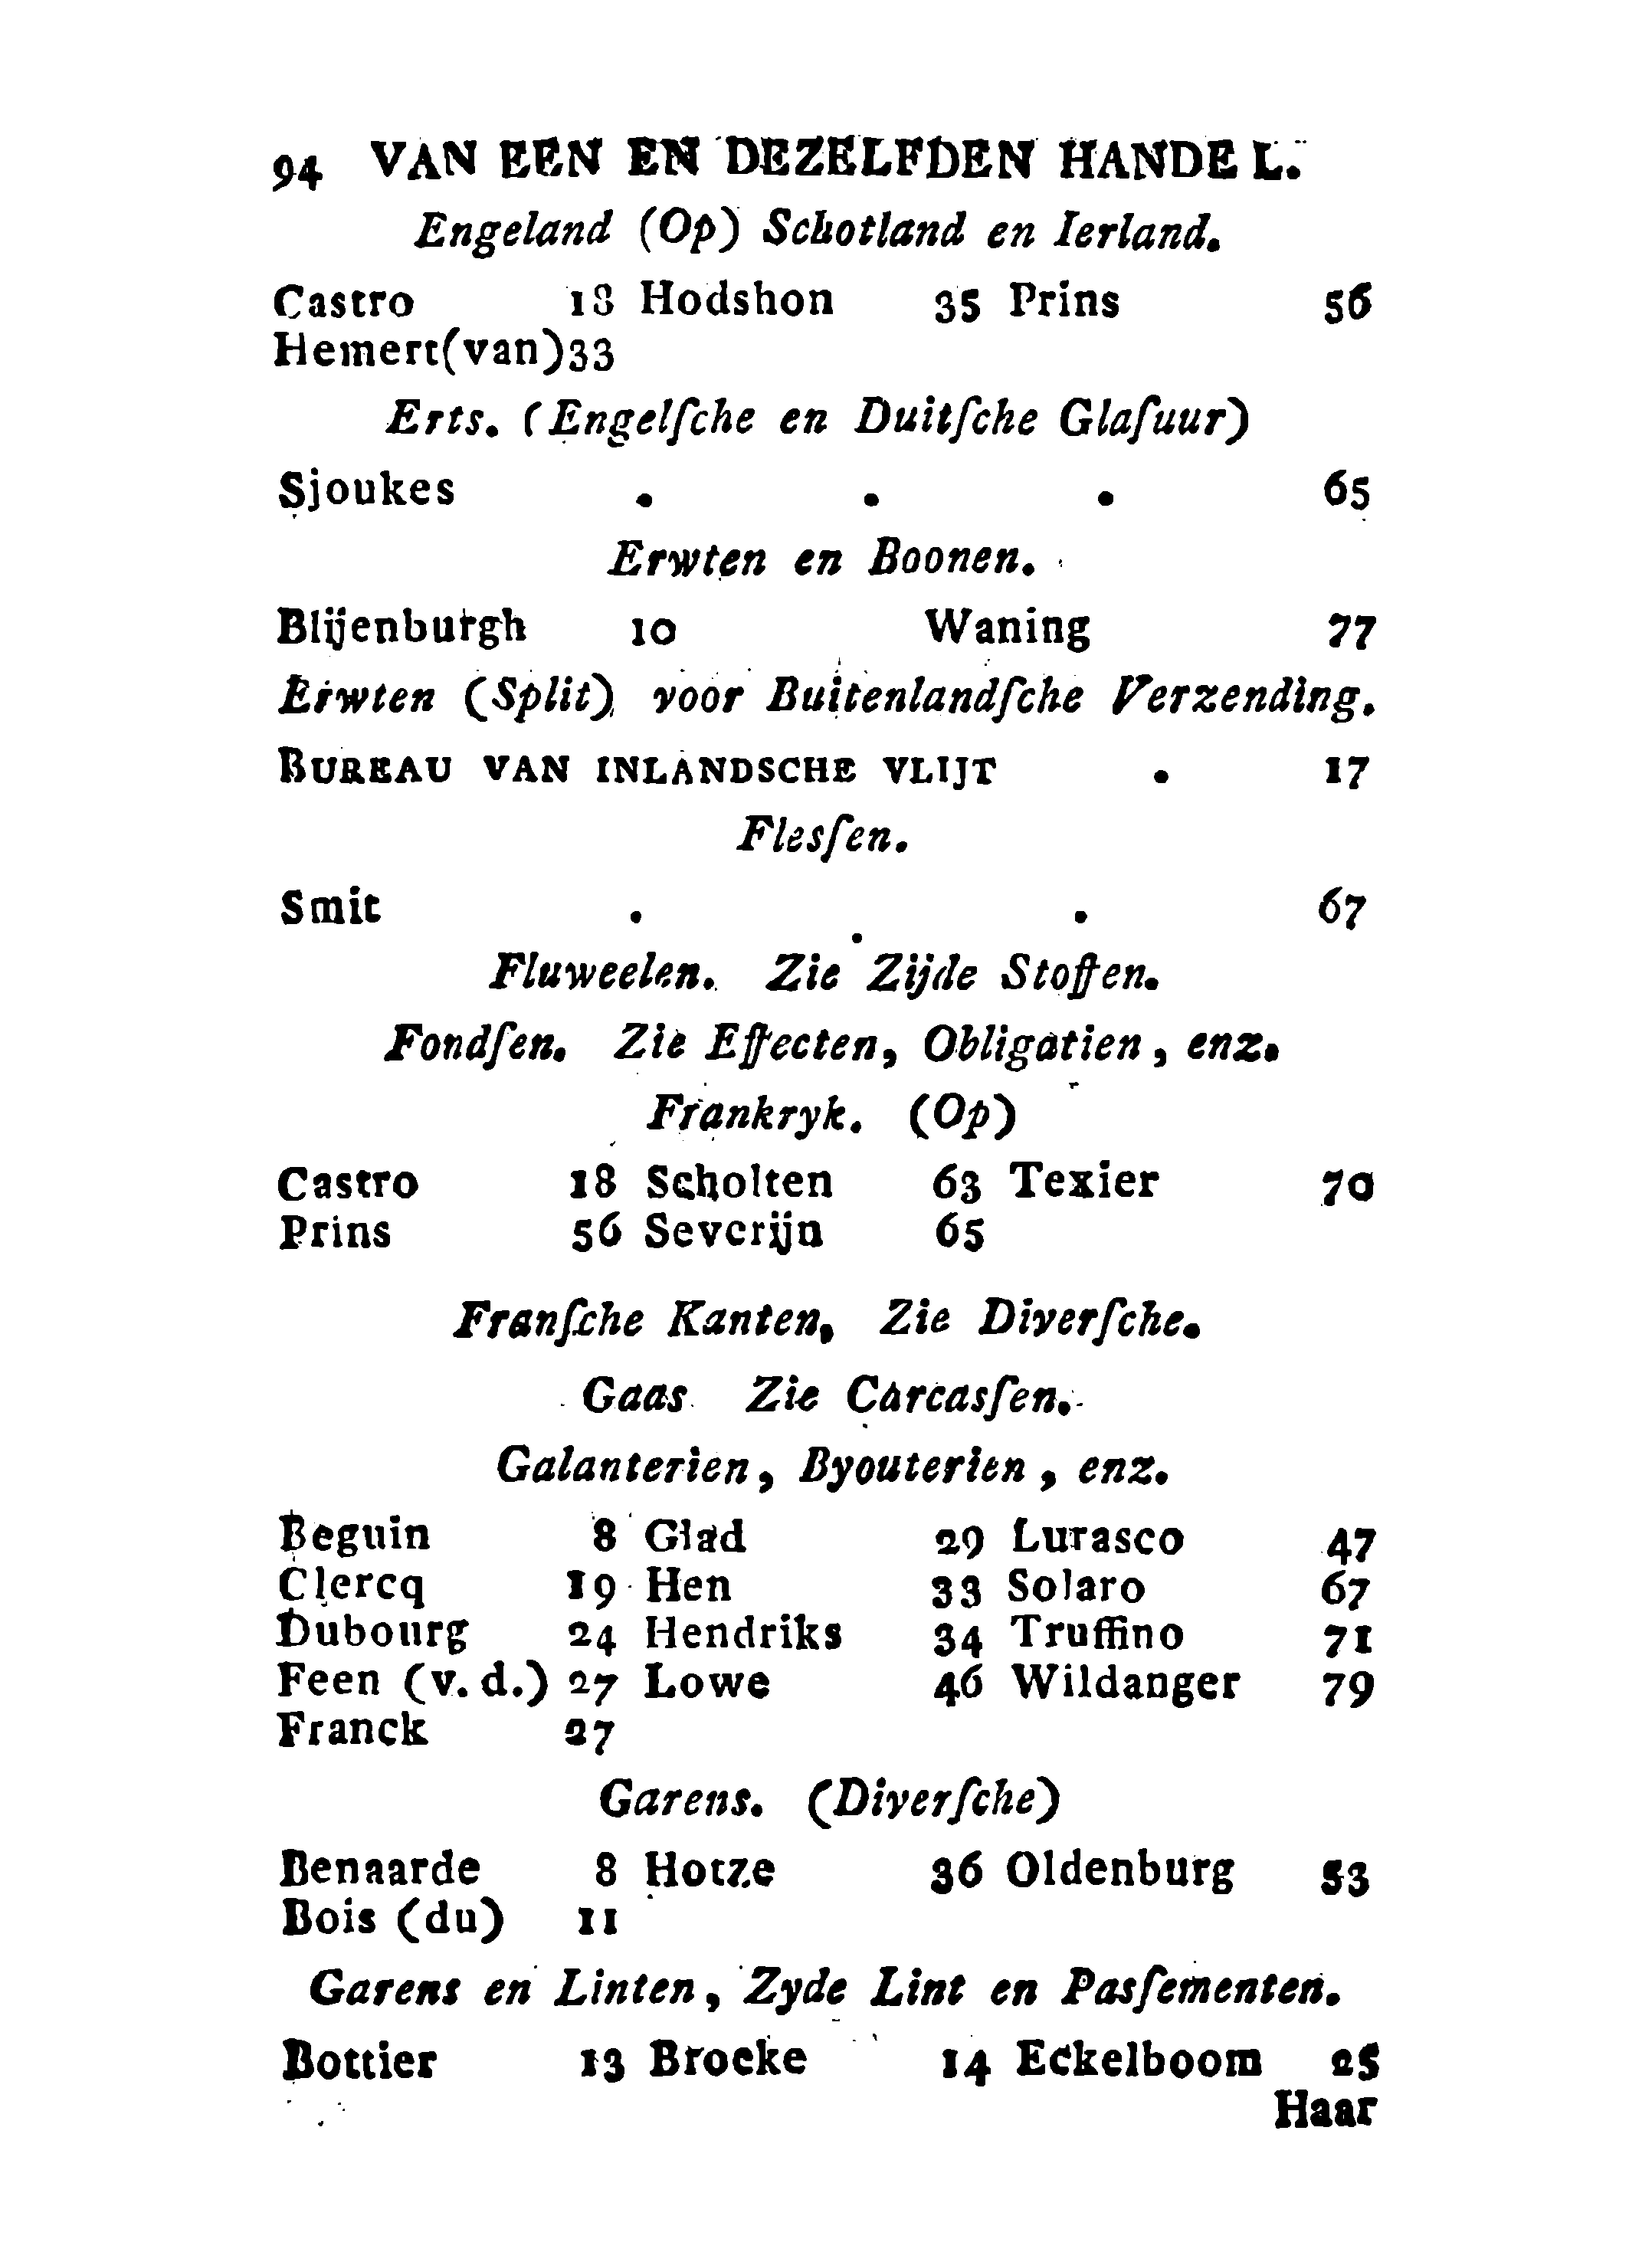 94 VAN EEN EN DEZELFDEN HANDEL.
Engeland (Op) Schotland en Ierland.
Castro 18 Hodshon 35 Prins 56
Hemert(van)33
Erts. (Engelſche en Duitſche Glaſuur)
Sjoukes . . . 65
Erwten en Boonen.
Blijenburgh 10 Waning 77
Erwten (Split) voor Buitenlandſche Verzending.
BUREAU VAN INLANDSCHE VLIJT . 17
Flesſen.
Smit . . . 67
Fluweelen. Zie Zijde Stoffen.
Fondſen. Zie Effecten, Obligatien, enz.
Frankryk. (Op)
Castro 18 Scholten 63 Texier 70
Prins 56 Severijn 65
Franſche Kanten, Zie Diverſche.
Gaas Zie Carcasſen.
Galanterien, Byouterien, enz.
Beguin 8 Glad 29 Lurasco 47
Clercq 19 Hen 33 Solaro 67
Dubourg 24 Hendriks 34 Truffino 71
Feen (v. d.) 27 Lowe 46 Wildanger 79
Franck 27
Garens. (Diverſche)
Benaarde 8 Hotze 36 Oldenburg 53
Bois (du) 11
Garens en Linten, Zyde Lint en Pasſementen.
Bottier 13 Brocke 14 Eckelboom 25
Haar